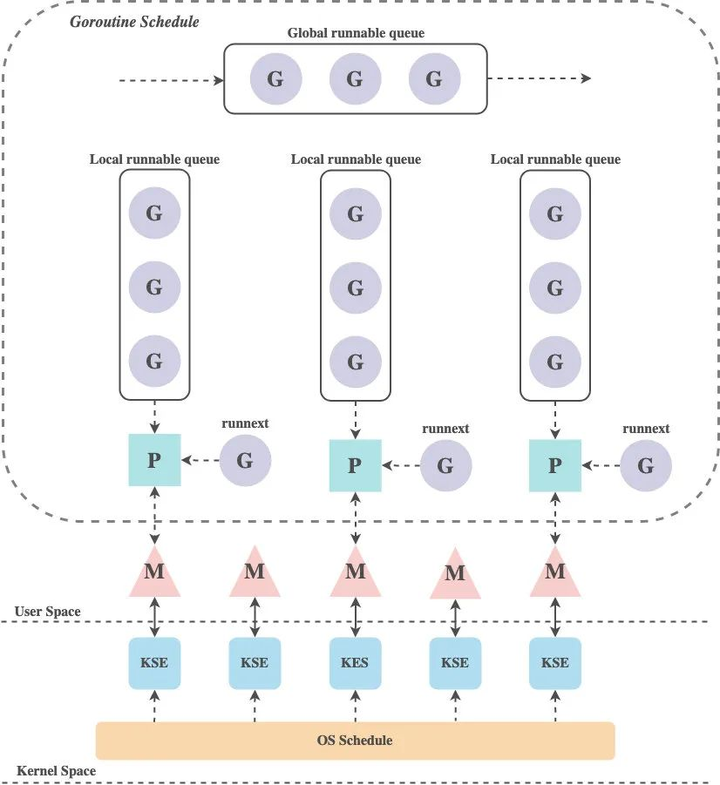 Goroutine Schedule
Global runnable queue
G G G
Local runnable queue Local runnable queue Local runnable queue
G G G
G G G
G G G
runnext runnext runnext
P G P G P G
M M M M M
User Space
KSE KSE KES KSE KSE
OS Schedule
Kernel Space